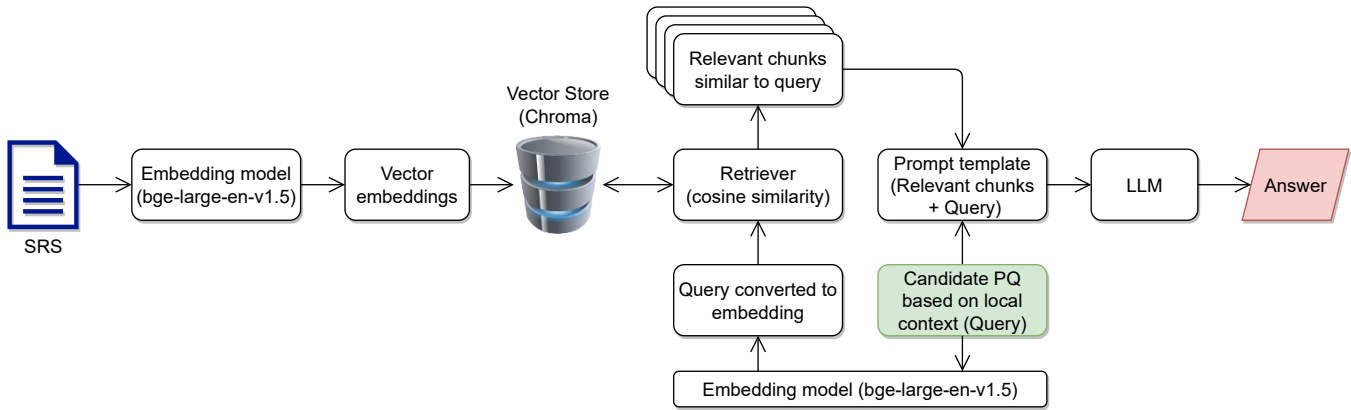 SRS
Embedding model
(bge-large-en-v1.5)
Vector
embeddings
Vector Store
(Chroma)
Relevant chunks
similar to query
Retriever
(cosine similarity)
Query converted to
embedding
Embedding model (bge-large-en-v1.5)
Prompt template
(Relevant chunks
+ Query)
Candidate PQ
based on local
context (Query)
LLM
Answer